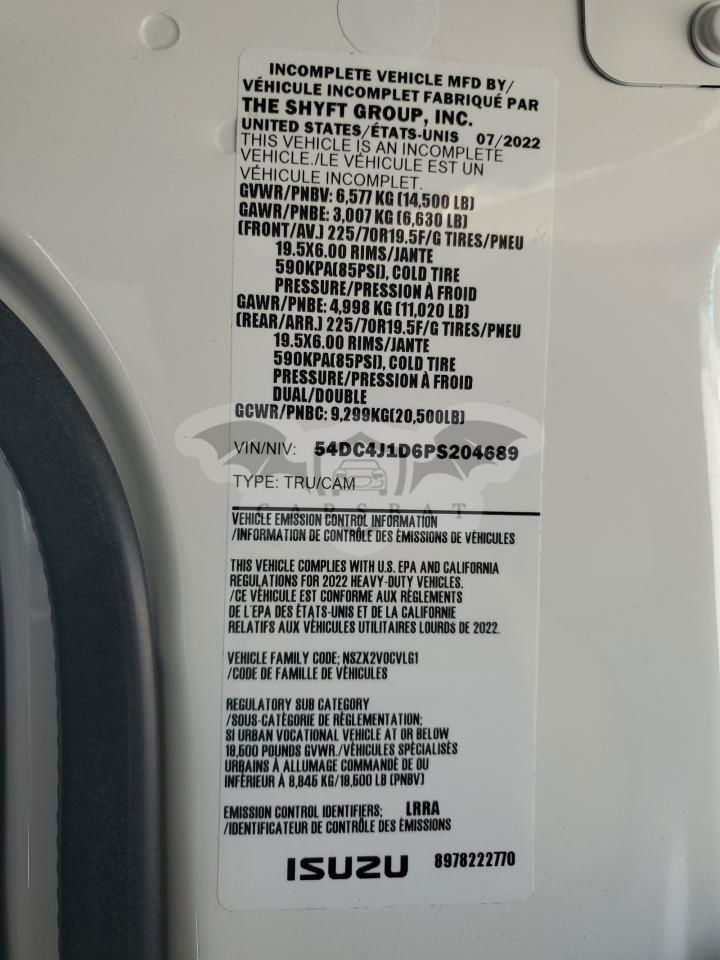 INCOMPLETE VEHICLE MFD BY/
VÉHICULE INCOMPLET FABRIQUÉ PAR
THE SHYFT GROUP, INC.
UNITED STATES/ÉTATS-UNIS 07/2022
THIS VEHICLE IS AN INCOMPLETE
VEHICLE./LE VÉHICULE EST UN
VÉHICULE INCOMPLET.
GVWR/PNBV: 6,577 KG (14,500 LB)
GAWR/PNBE: 3,007 KG (6,630 LB)
(FRONT/AV.) 225/70R19.5F/G TIRES/PNEU
19.5X6.00 RIMS/JANTE
590KPA(85PSI), COLD TIRE
PRESSURE/PRESSION À FROID
GAWR/PNBE: 4,998 KG (11,020 LB)
(REAR/ARR.) 225/70R19.5F/G TIRES/PNEU
19.5X6.00 RIMS/JANTE
590KPA(85PSI), COLD TIRE
PRESSURE/PRESSION À FROID
DUAL/DOUBLE
GCWR/PNBC: 9,299KG(20,500LB)
VIN/NIV: 54DC4J1D6PS204689
TYPE: TRU/CAM
CARSBAT
VEHICLE EMISSION CONTROL INFORMATION
/INFORMATION DE CONTRÔLE DES ÉMISSIONS DE VÉHICULES
THIS VEHICLE COMPLIES WITH U.S. EPA AND CALIFORNIA
REGULATIONS FOR 2022 HEAVY-DUTY VEHICLES.
/CE VÉHICULE EST CONFORME AUX RÈGLEMENTS
DE L'EPA DES ÉTATS-UNIS ET DE LA CALIFORNIE
RELATIFS AUX VÉHICULES UTILITAIRES LOURDS DE 2022.
VEHICLE FAMILY CODE: NSZX2VOCVLG1
/CODE DE FAMILLE DE VÉHICULES
REGULATORY SUB CATEGORY
/SOUS-CATÉGORIE DE RÈGLEMENTATION:
SI URBAN VOCATIONAL VEHICLE AT OR BELOW
19,500 POUNDS GVWR./VÉHICULES SPÉCIALISÉS
URBAINS À ALLUMAGE COMMANDÉ DE OU
INFÉRIEUR À 8,845 KG/19,500 LB (PNBV)
EMISSION CONTROL IDENTIFIERS: LRRA
/IDENTIFICATEUR DE CONTRÔLE DES ÉMISSIONS
ISUZU 8978222770